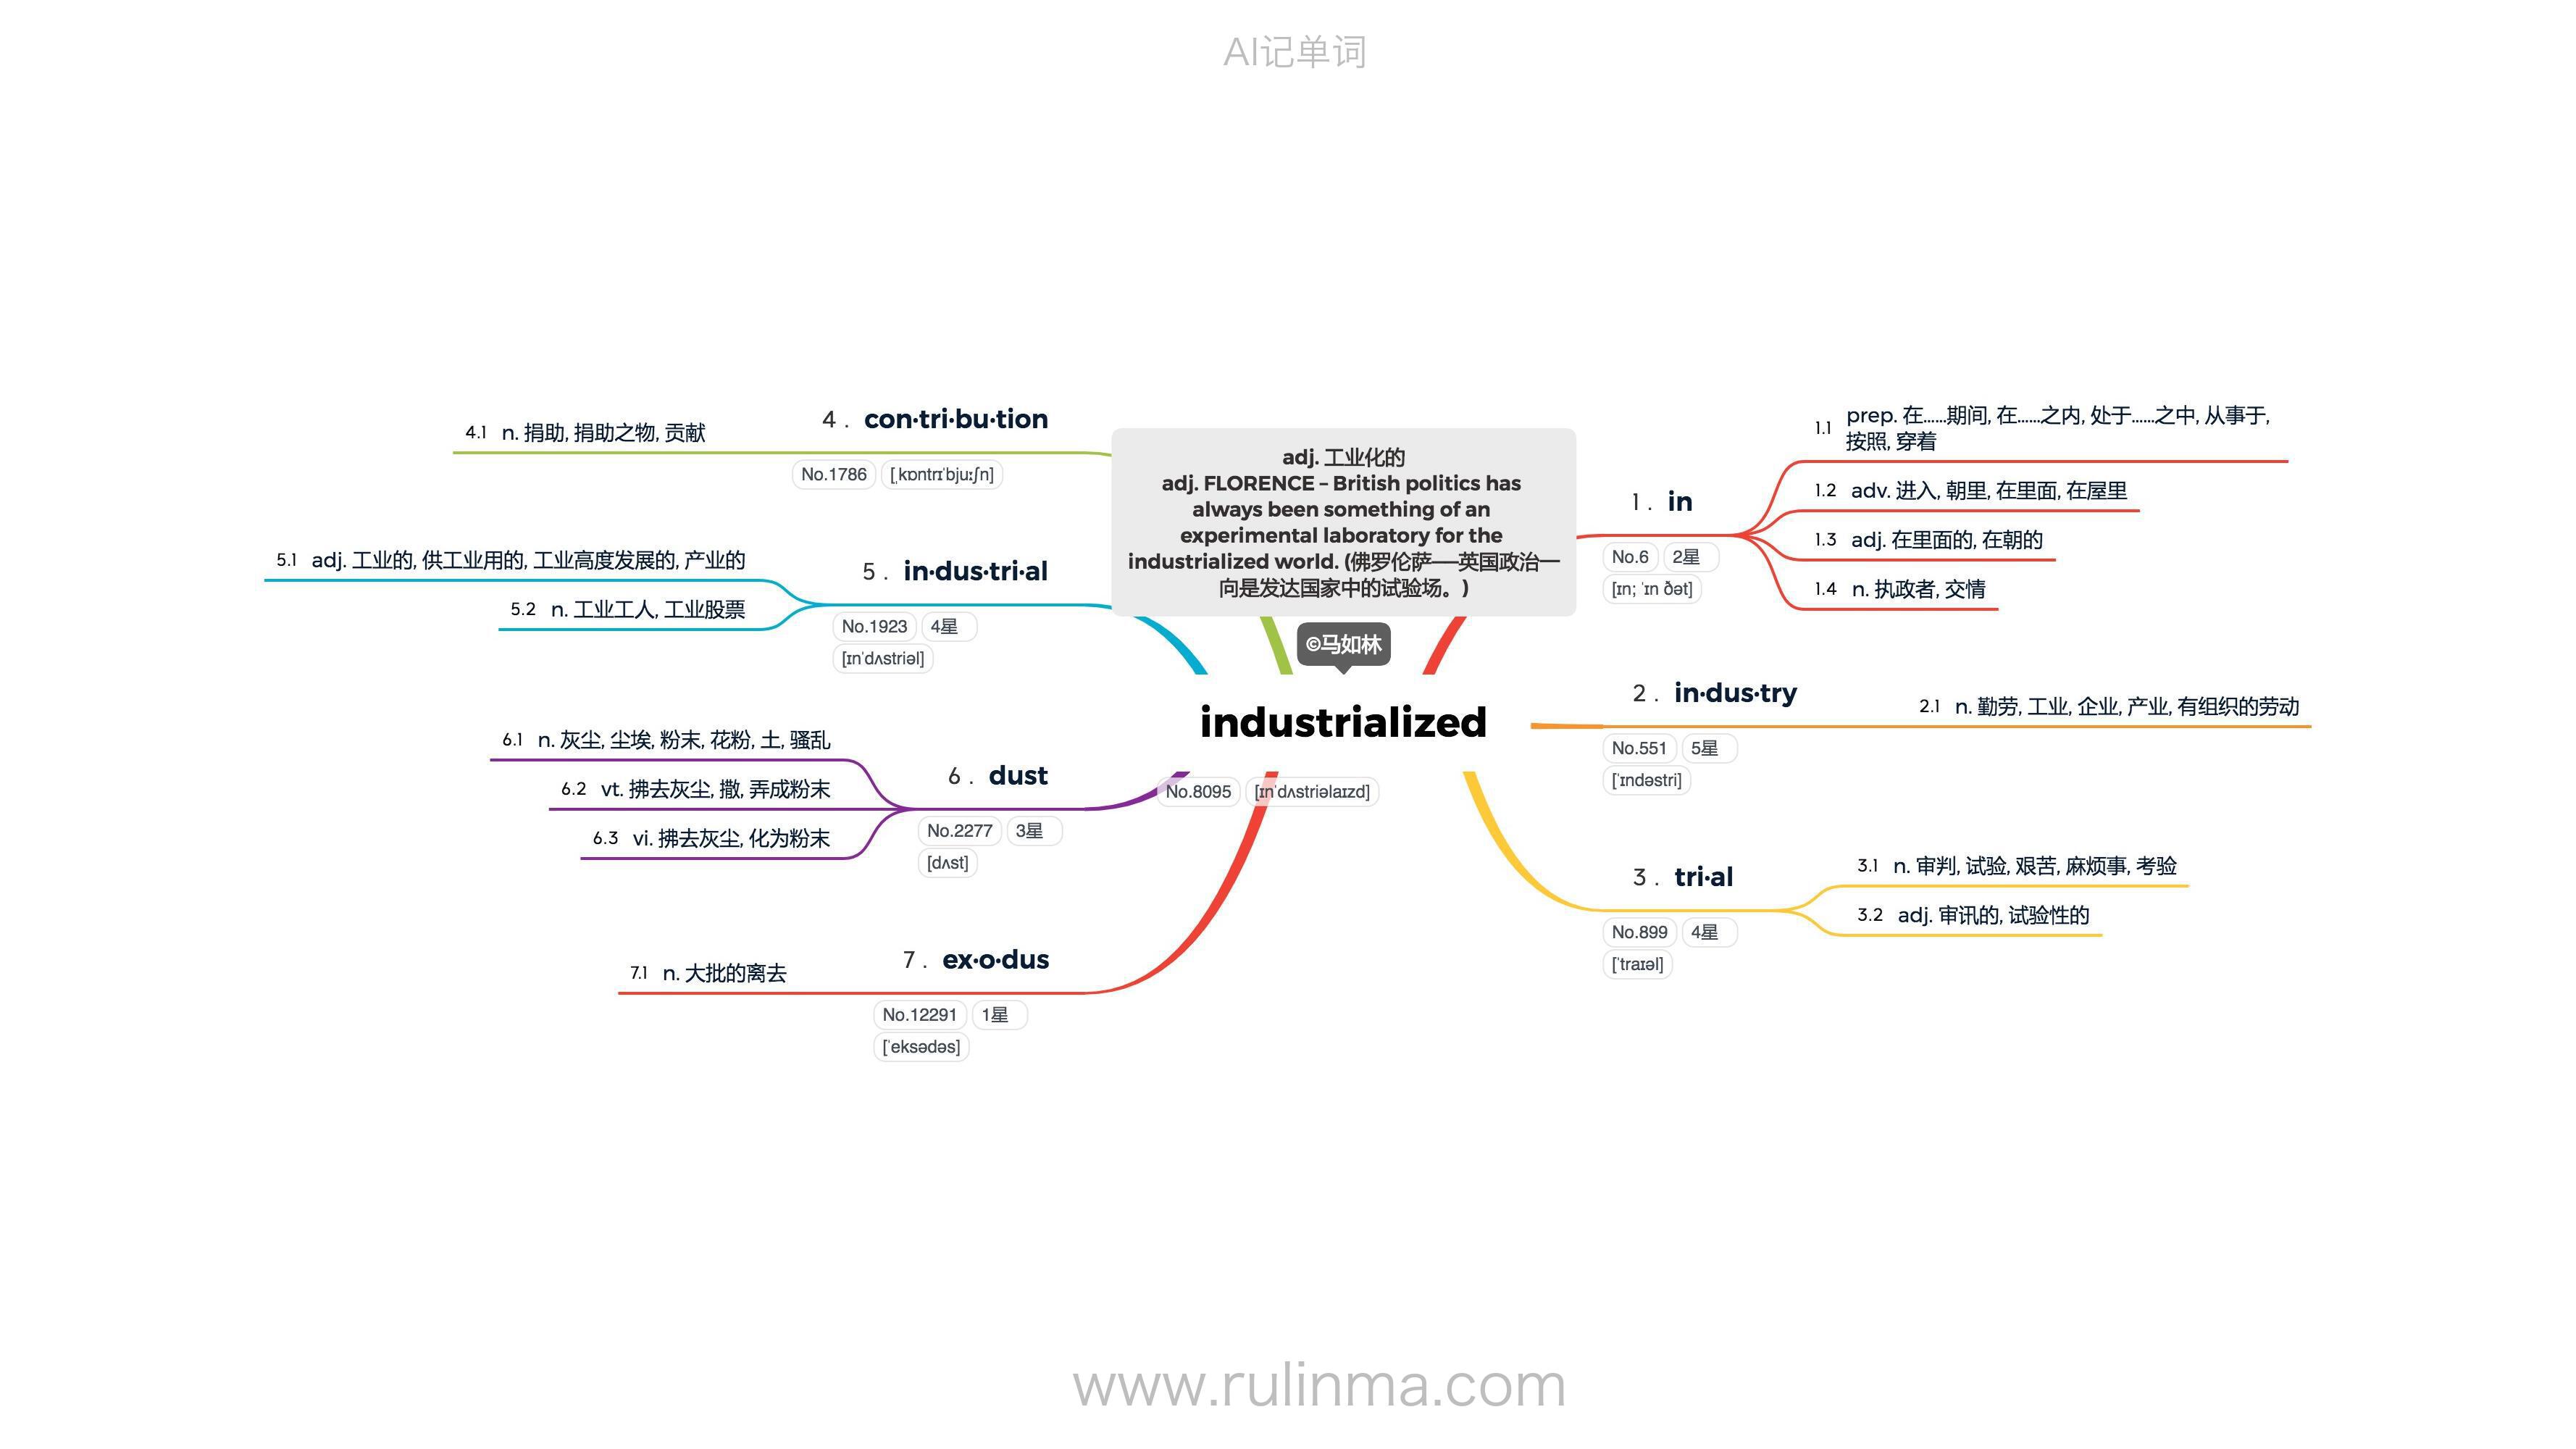 AI记单词
adj. 工业化的
adj. FLORENCE – British politics has
always been something of an
experimental laboratory for the
industrialized world. (佛罗伦萨——英国政治一
向是发达国家中的试验场。)
©马如林
industrialized
No.8095 [ɪnˈdʌstriəlaɪzd]
1. in
No.6 2星
[ɪn; ˈɪn ðət]
1.1 prep. 在……期间, 在……之内, 处于……之中, 从事于,
按照, 穿着
1.2 adv. 进入, 朝里, 在里面, 在屋里
1.3 adj. 在里面的, 在朝的
1.4 n. 执政者, 交情
2. in·dus·try
No.551 5星
[ˈɪndəstri]
2.1 n. 勤劳, 工业, 企业, 产业, 有组织的劳动
3. tri·al
No.899 4星
[ˈtraɪəl]
3.1 n. 审判, 试验, 艰苦, 麻烦事, 考验
3.2 adj. 审讯的, 试验性的
4. con·tri·bu·tion
No.1786 [ˌkɒntrɪˈbjuːʃn]
4.1 n. 捐助, 捐助之物, 贡献
5. in·dus·tri·al
No.1923 4星
[ɪnˈdʌstriəl]
5.1 adj. 工业的, 供工业用的, 工业高度发展的, 产业的
5.2 n. 工业工人, 工业股票
6. dust
No.2277 3星
[dʌst]
6.1 n. 灰尘, 尘埃, 粉末, 花粉, 土, 骚乱
6.2 vt. 拂去灰尘, 撒, 弄成粉末
6.3 vi. 拂去灰尘, 化为粉末
7. ex·o·dus
No.12291 1星
[ˈeksədəs]
7.1 n. 大批的离去
www.rulinma.com